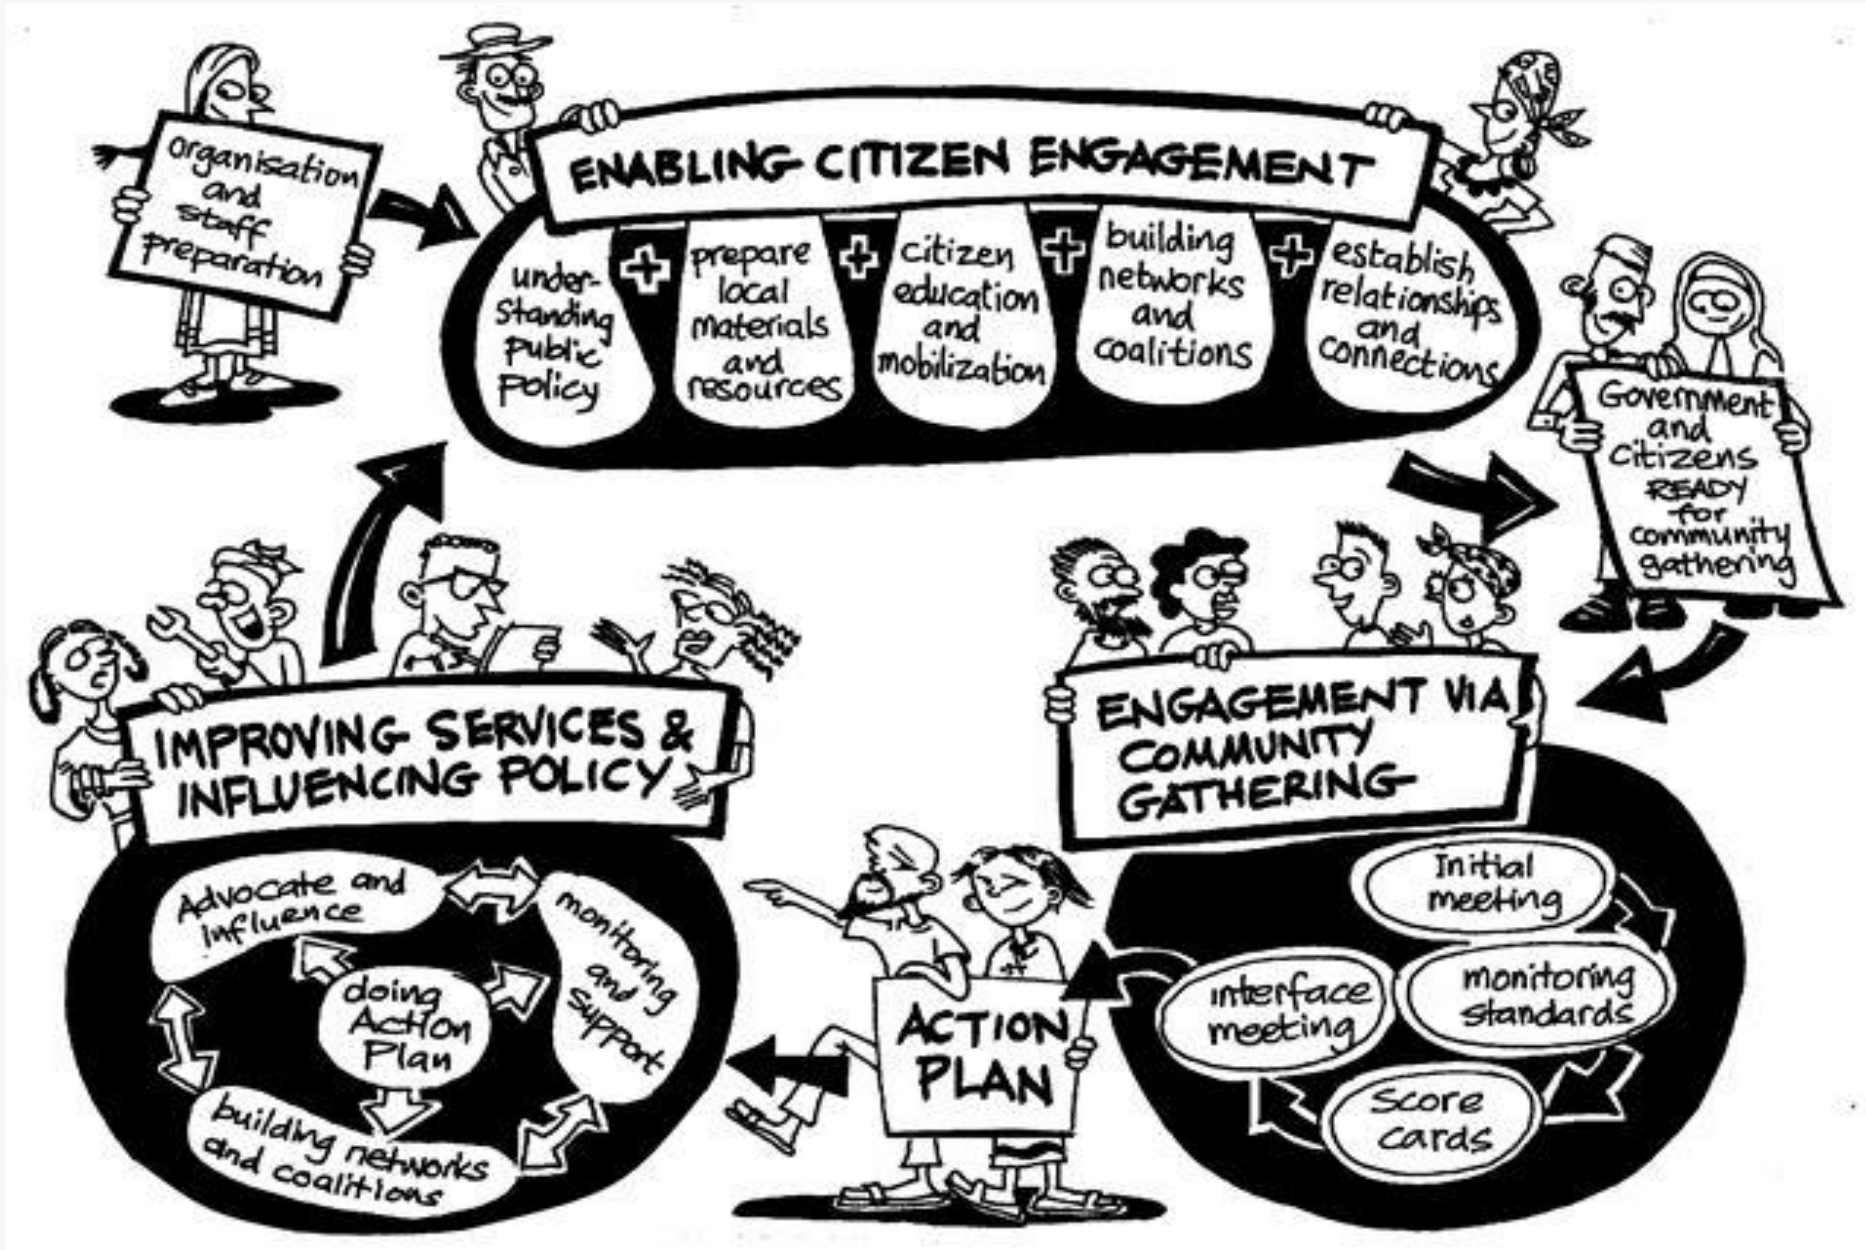 organisation
and
staff
preparation
ENABLING CITIZEN ENGAGEMENT
under-
standing
public
policy
+
prepare
local
materials
and
resources
+
citizen
education
and
mobilization
+
building
networks
and
coalitions
+
establish
relationships
and
connections
Government
and
Citizens
READY
for
community
gathering
ENGAGEMENT VIA
COMMUNITY
GATHERING
Initial
meeting
monitoring
standards
Score
cards
interface
meeting
ACTION
PLAN
IMPROVING SERVICES &
INFLUENCING POLICY
Advocate and
influence
monitoring
and
support
doing
Action
Plan
building networks
and coalitions